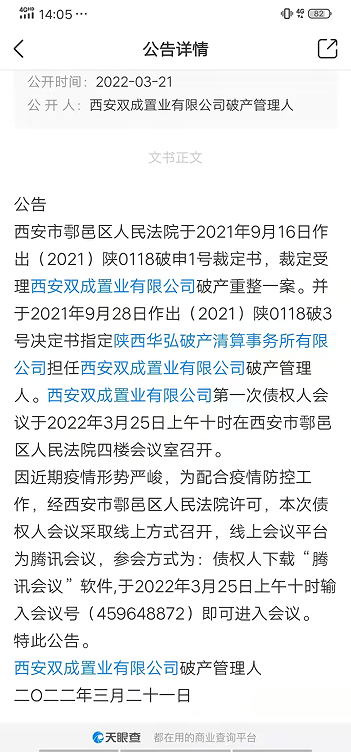 4GHD 14:05 ··· 4G 82
公告详情
公开时间：2022-03-21
公 开 人：西安双成置业有限公司破产管理人
文书正文
公告
西安市鄠邑区人民法院于2021年9月16日作
出（2021）陕0118破申1号裁定书，裁定受
理西安双成置业有限公司破产重整一案。并
于2021年9月28日作出（2021）陕0118破3
号决定书指定陕西华弘破产清算事务所有限
公司担任西安双成置业有限公司破产管理
人。西安双成置业有限公司第一次债权人会
议于2022年3月25日上午十时在西安市鄠邑
区人民法院四楼会议室召开。
因近期疫情形势严峻，为配合疫情防控工
作，经西安市鄠邑区人民法院许可，本次债
权人会议采取线上方式召开，线上会议平台
为腾讯会议，参会方式为：债权人下载“腾
讯会议”软件,于2022年3月25日上午十时输
入会议号（459648872）即可进入会议。
特此公告。
西安双成置业有限公司破产管理人
二〇二二年三月二十一日
天眼查 都在用的商业查询平台